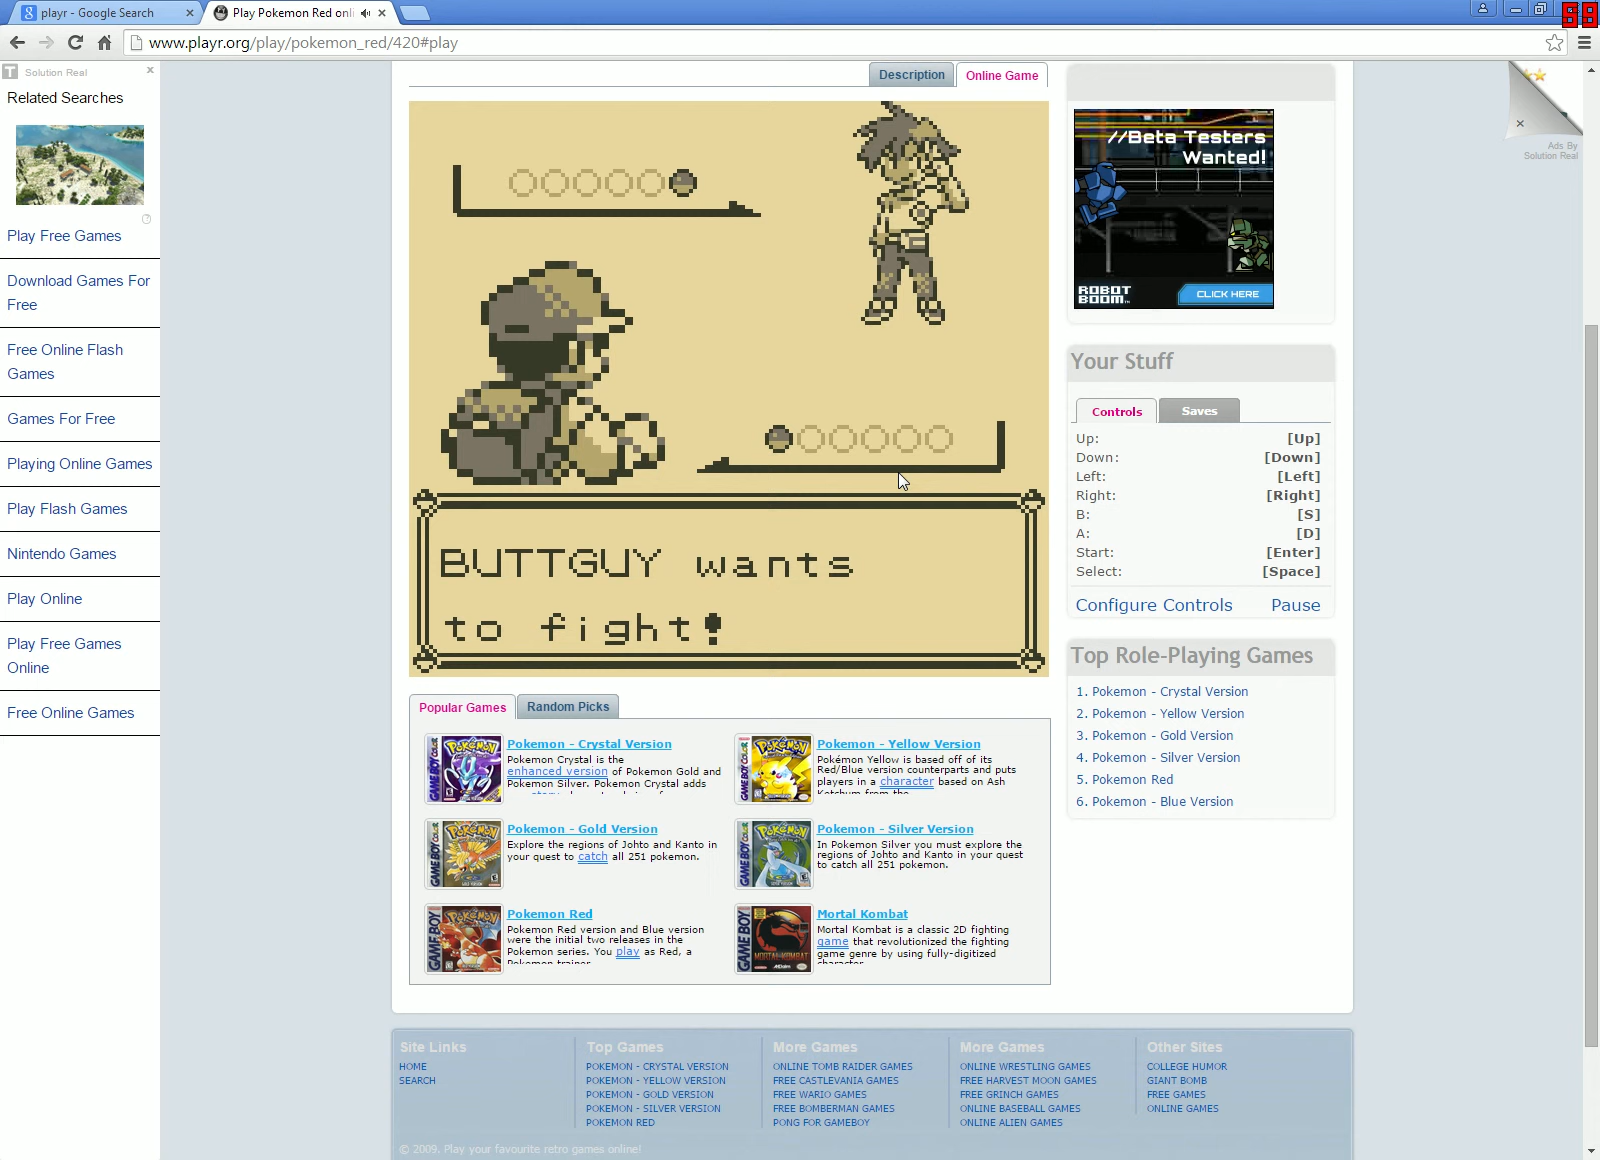 playr - Google Search
Play Pokemon Red onli
59
www.playr.org/play/pokemon_red/420#play
Solution Real
Related Searches
Play Free Games
Download Games For
Free
Free Online Flash
Games
Games For Free
Playing Online Games
Play Flash Games
Nintendo Games
Play Online
Play Free Games
Online
Free Online Games
Description
Online Game
BUTTGUY wants
to fight!
//Beta Testers
Wanted!
ROBOT
BOOM
CLICK HERE
Ads By
Solution Real
Your Stuff
Controls
Saves
Up: [Up]
Down: [Down]
Left: [Left]
Right: [Right]
B: [S]
A: [D]
Start: [Enter]
Select: [Space]
Configure Controls Pause
Top Role-Playing Games
1. Pokemon - Crystal Version
2. Pokemon - Yellow Version
3. Pokemon - Gold Version
4. Pokemon - Silver Version
5. Pokemon Red
6. Pokemon - Blue Version
Popular Games
Random Picks
Pokemon - Crystal Version
Pokemon Crystal is the
enhanced version of Pokemon Gold and
Pokemon Silver. Pokemon Crystal adds
Pokemon - Yellow Version
Pokémon Yellow is based off of its
Red/Blue version counterparts and puts
players in a character based on Ash
Ketchum from the
Pokemon - Gold Version
Explore the regions of Johto and Kanto in
your quest to catch all 251 pokemon.
Pokemon - Silver Version
In Pokemon Silver you must explore the
regions of Johto and Kanto in your quest
to catch all 251 pokemon.
Pokemon Red
Pokemon Red version and Blue version
were the initial two releases in the
Pokemon series. You play as Red, a
Pokemon trainer
Mortal Kombat
Mortal Kombat is a classic 2D fighting
game that revolutionized the fighting
game genre by using fully-digitized
character
Site Links
HOME
SEARCH
Top Games
POKEMON - CRYSTAL VERSION
POKEMON - YELLOW VERSION
POKEMON - GOLD VERSION
POKEMON - SILVER VERSION
POKEMON RED
More Games
ONLINE TOMB RAIDER GAMES
FREE CASTLEVANIA GAMES
FREE WARIO GAMES
FREE BOMBERMAN GAMES
PONG FOR GAMEBOY
More Games
ONLINE WRESTLING GAMES
FREE HARVEST MOON GAMES
FREE GRINCH GAMES
ONLINE BASEBALL GAMES
ONLINE ALIEN GAMES
Other Sites
COLLEGE HUMOR
GIANT BOMB
FREE GAMES
ONLINE GAMES
© 2009. Play your favourite retro games online!